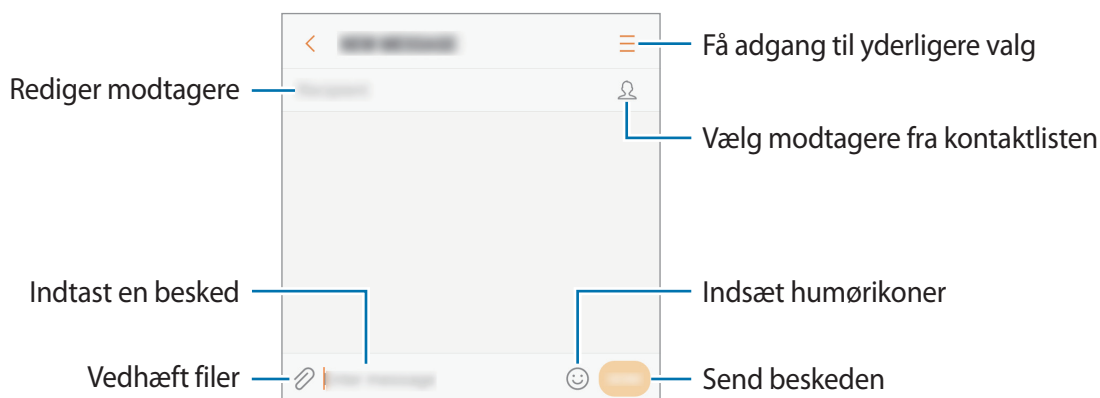 Få adgang til yderligere valg
Rediger modtagere
Vælg modtagere fra kontaktlisten
Indtast en besked
Indsæt humørikoner
Vedhæft filer
Send beskeden